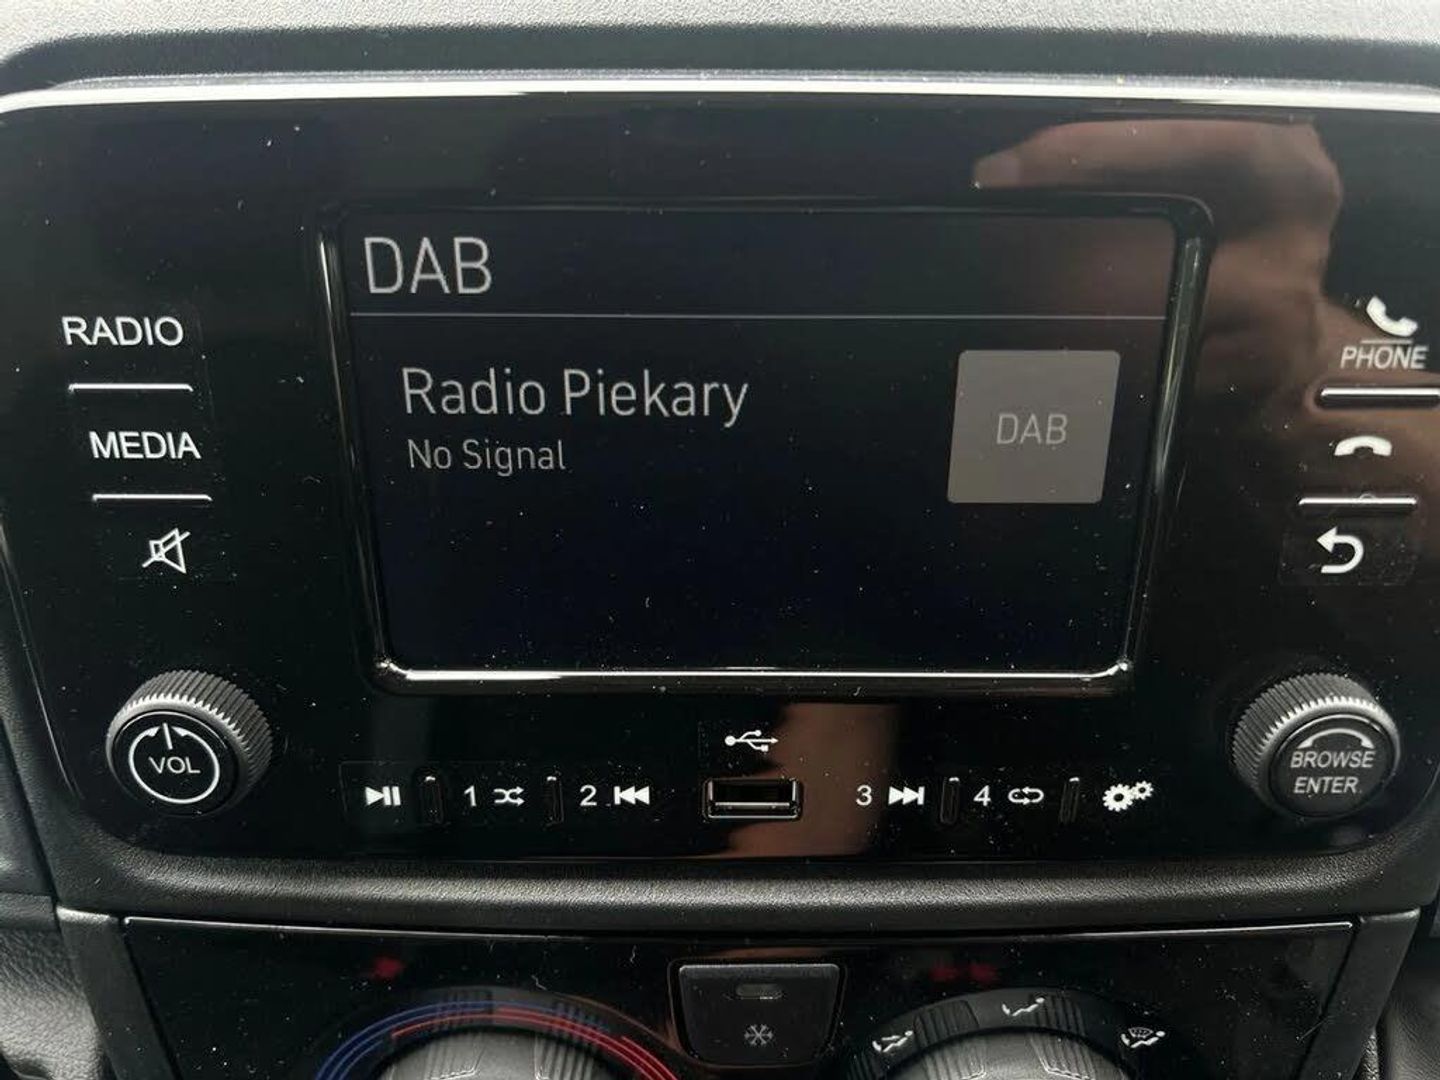 DAB
Radio Piekary
No Signal
DAB
RADIO
MEDIA
PHONE
VOL
BROWSE
ENTER
1
2
3
4